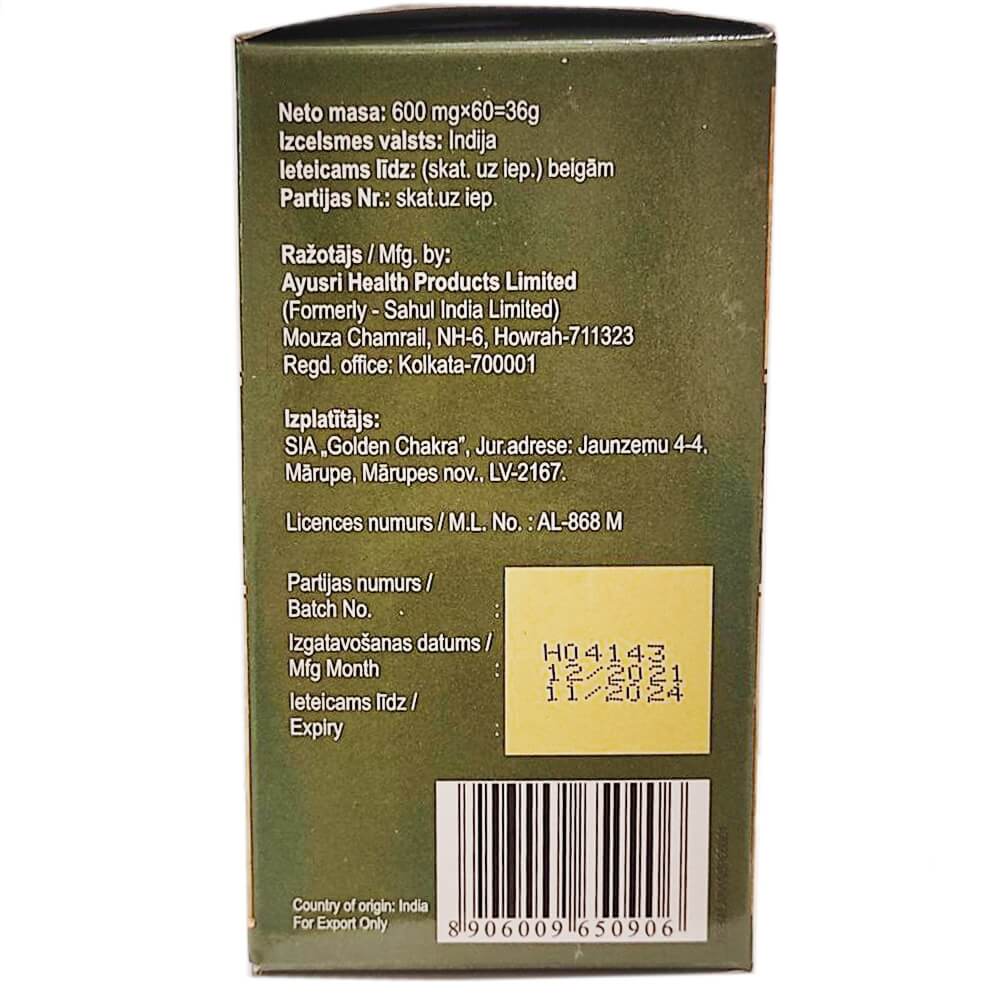 Neto masa: 600 mg×60=36g
Izcelsmes valsts: Indija
Ieteicams līdz: (skat. uz iep.) beigām
Partijas Nr.: skat.uz iep.
Ražotājs / Mfg. by:
Ayusri Health Products Limited
(Formerly - Sahul India Limited)
Mouza Chamrail, NH-6, Howrah-711323
Regd. office: Kolkata-700001
Izplatītājs:
SIA „Golden Chakra”, Jur.adrese: Jaunzemu 4-4,
Mārupe, Mārupes nov., LV-2167.
Licences numurs / M.L. No. : AL-868 M
Partijas numurs /
Batch No. :
H04143
Izgatavošanas datums /
Mfg Month :
12/2021
Ieteicams līdz /
Expiry :
11/2024
Country of origin: India
For Export Only
8 906009 650906